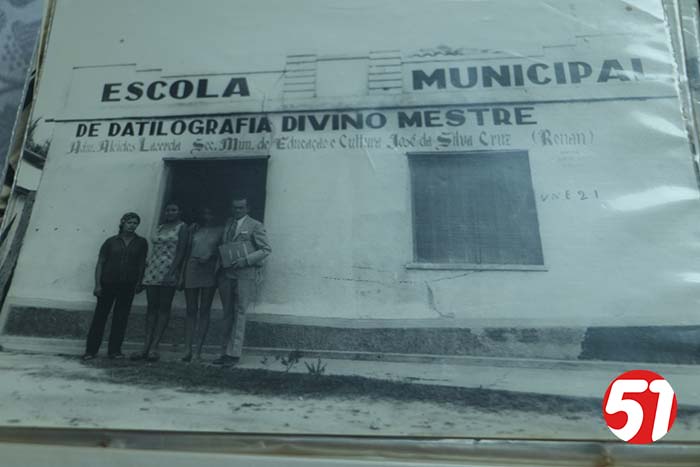 ESCOLA MUNICIPAL
DE DATILOGRAFIA DIVINO MESTRE
Adm. Alcides Lacerda Sec. Mun. de Educação e Cultura José da Silva Cruz (Renan)
51